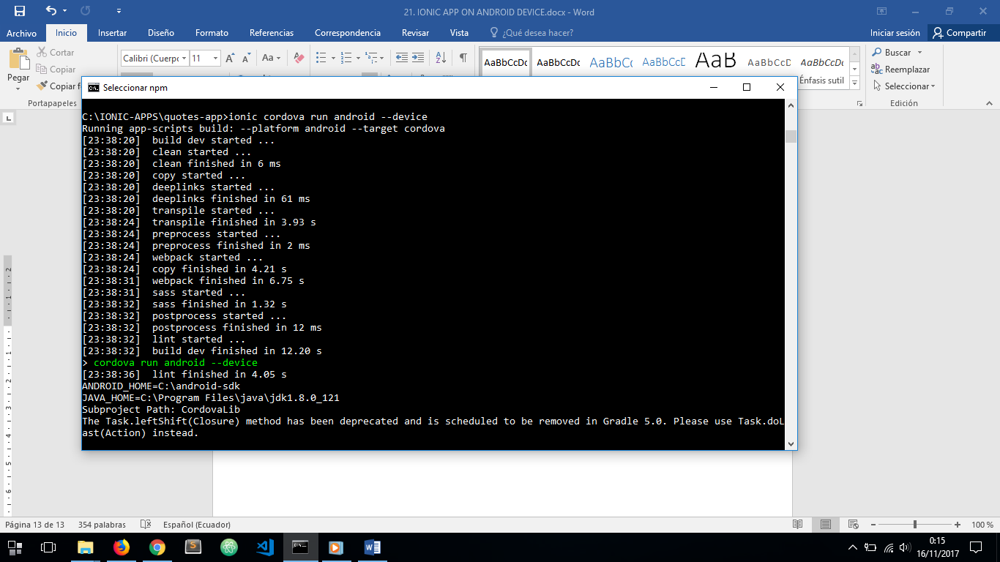 21. IONIC APP ON ANDROID DEVICE.docx - Word
Archivo Inicio Insertar Diseño Formato Referencias Correspondencia Revisar Vista ¿Qué desea hacer? Iniciar sesión Compartir
Pegar
Cortar
Copiar
Copiar f
Portapapeles
Calibri (Cuerpo 11
AaBbCcDc AaBbCcDc AaBbCc AaBbCcD AaB AaBbCcD AaBbCcDc
Énfasis sutil
Buscar
Reemplazar
Seleccionar
Edición
Seleccionar npm
C:\IONIC-APPS\quotes-app>ionic cordova run android --device
Running app-scripts build: --platform android --target cordova
[23:38:20]  build dev started ...
[23:38:20]  clean started ...
[23:38:20]  clean finished in 6 ms
[23:38:20]  copy started ...
[23:38:20]  deeplinks started ...
[23:38:20]  deeplinks finished in 61 ms
[23:38:20]  transpile started ...
[23:38:24]  transpile finished in 3.93 s
[23:38:24]  preprocess started ...
[23:38:24]  preprocess finished in 2 ms
[23:38:24]  webpack started ...
[23:38:24]  copy finished in 4.21 s
[23:38:31]  webpack finished in 6.75 s
[23:38:31]  sass started ...
[23:38:32]  sass finished in 1.32 s
[23:38:32]  postprocess started ...
[23:38:32]  postprocess finished in 12 ms
[23:38:32]  lint started ...
[23:38:32]  build dev finished in 12.20 s
> cordova run android --device
[23:38:36]  lint finished in 4.05 s
ANDROID_HOME=C:\android-sdk
JAVA_HOME=C:\Program Files\java\jdk1.8.0_121
Subproject Path: CordovaLib
The Task.leftShift(Closure) method has been deprecated and is scheduled to be removed in Gradle 5.0. Please use Task.doL
ast(Action) instead.
Página 13 de 13 354 palabras Español (Ecuador) 100 %
0:15
16/11/2017